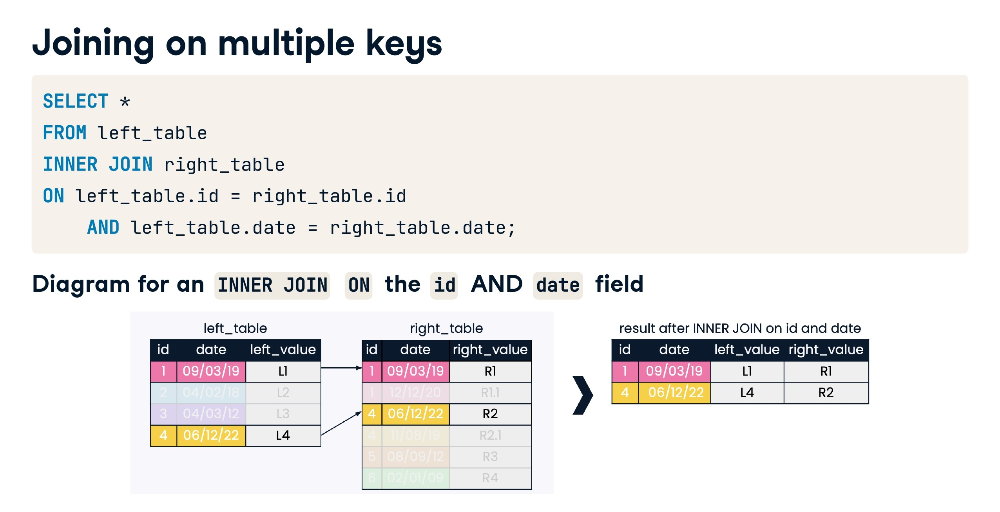 Joining on multiple keys
SELECT *
FROM left_table
INNER JOIN right_table
ON left_table.id = right_table.id
AND left_table.date = right_table.date;
Diagram for an INNER JOIN ON the id AND date field
left_table
id date left_value
1 09/03/19 L1
2 04/02/18 L2
3 04/03/12 L3
4 06/12/22 L4
right_table
id date right_value
1 09/03/19 R1
1 12/12/20 R1.1
4 06/12/22 R2
4 11/08/19 R2.1
5 08/09/12 R3
6 02/01/09 R4
result after INNER JOIN on id and date
id date left_value right_value
1 09/03/19 L1 R1
4 06/12/22 L4 R2